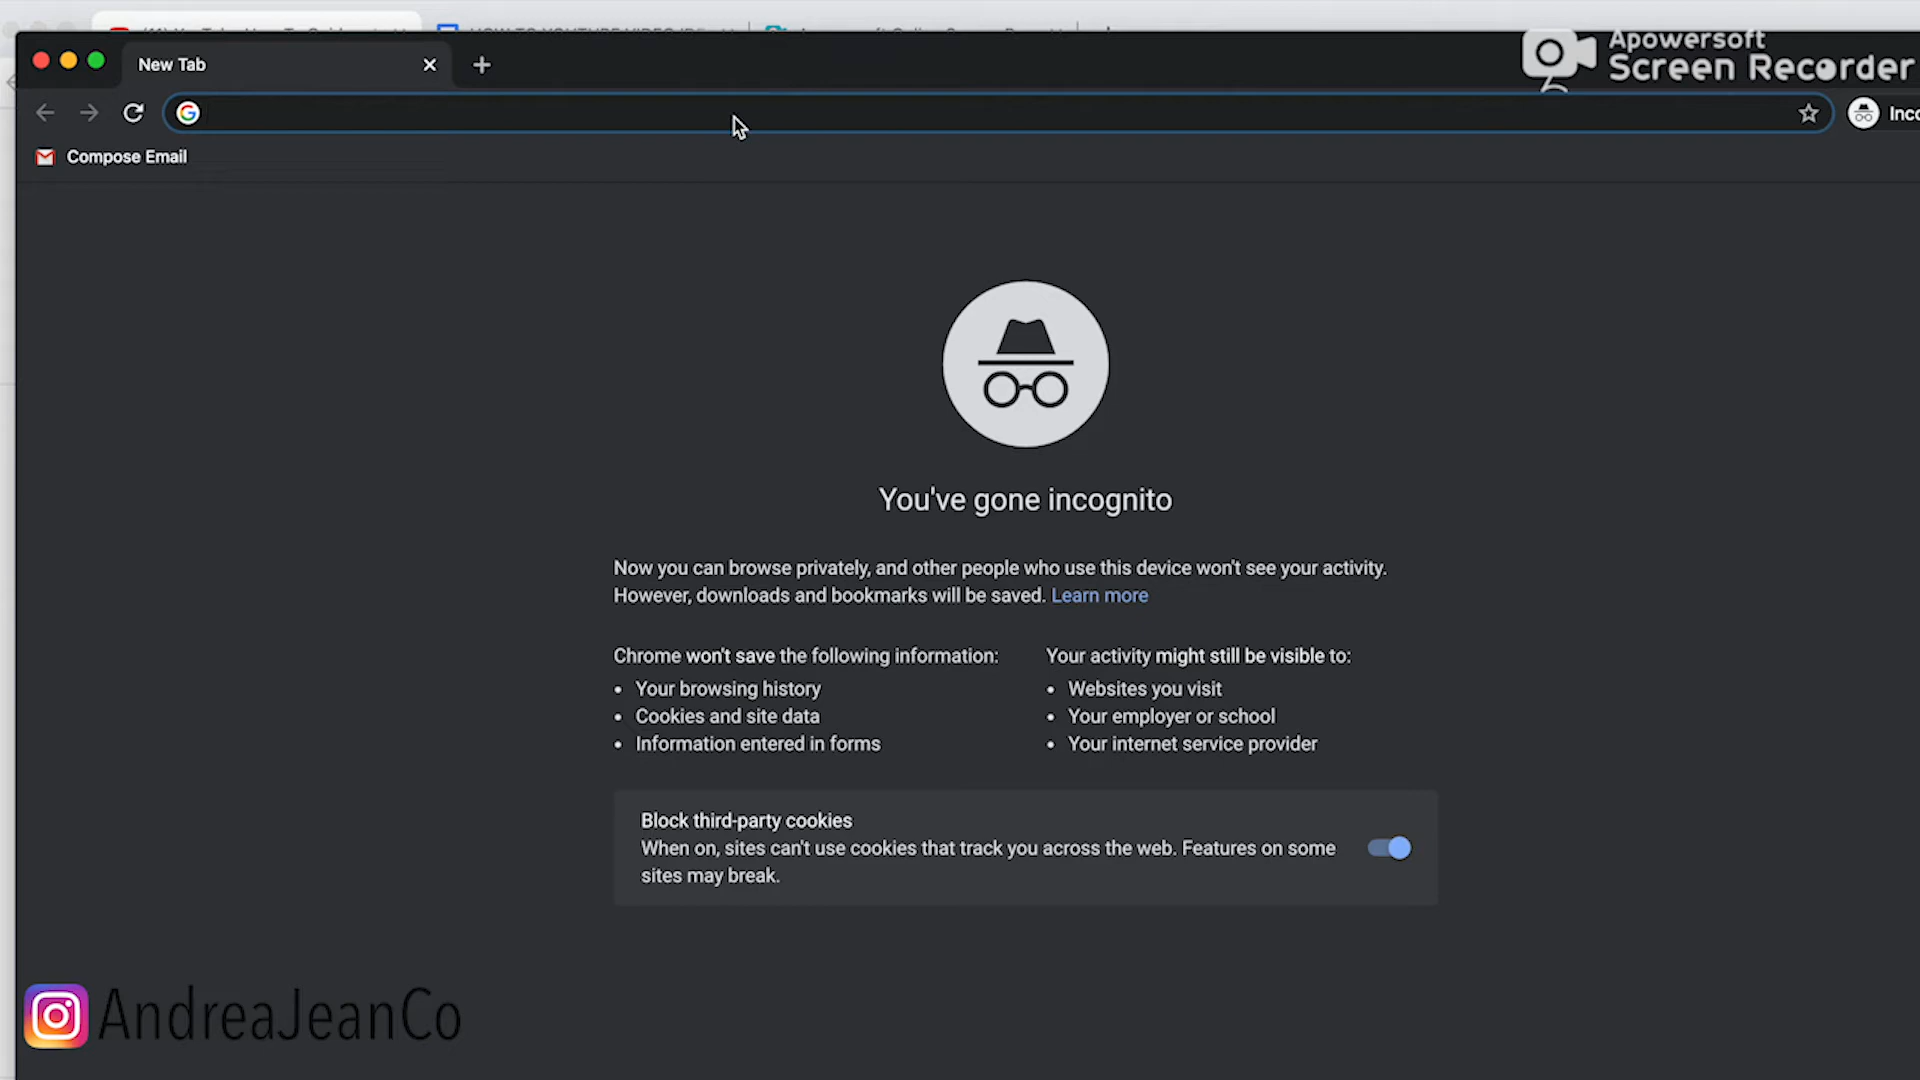 Apowersoft
Screen Recorder
New Tab
Compose Email
You've gone incognito
Now you can browse privately, and other people who use this device won't see your activity.
However, downloads and bookmarks will be saved. Learn more
Chrome won't save the following information:
• Your browsing history
• Cookies and site data
• Information entered in forms
Your activity might still be visible to:
• Websites you visit
• Your employer or school
• Your internet service provider
Block third-party cookies
When on, sites can't use cookies that track you across the web. Features on some
sites may break.
AndreaJeanCo